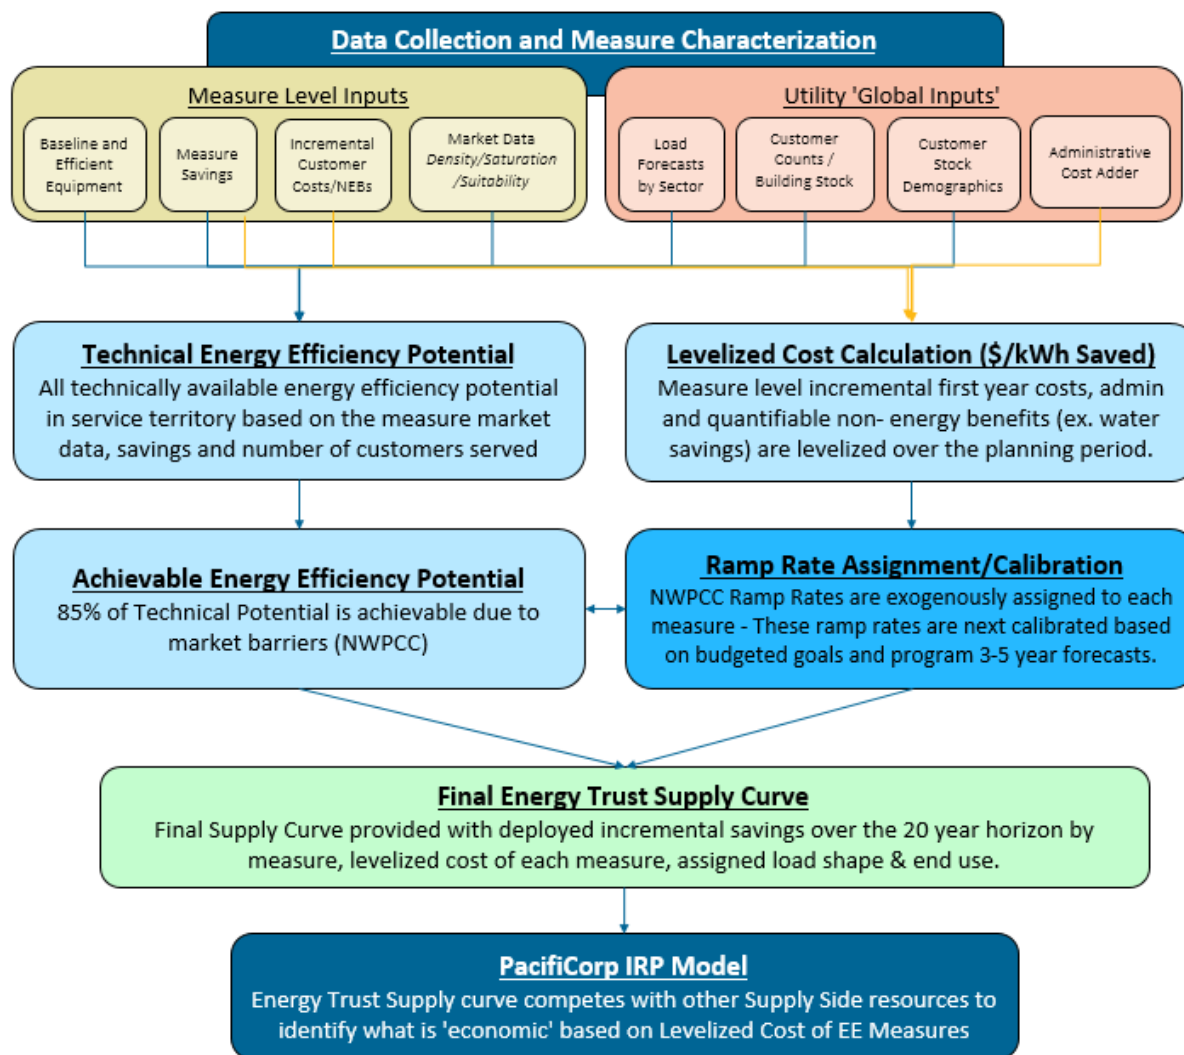 Data Collection and Measure Characterization
Measure Level Inputs
Baseline and
Efficient
Equipment
Measure
Savings
Incremental
Customer
Costs/NEBs
Market Data
Density/Saturation
/Suitability
Utility 'Global Inputs'
Load
Forecasts
by Sector
Customer
Counts /
Building Stock
Customer
Stock
Demographics
Administrative
Cost Adder
Technical Energy Efficiency Potential
All technically available energy efficiency potential
in service territory based on the measure market
data, savings and number of customers served
Levelized Cost Calculation ($/kWh Saved)
Measure level incremental first year costs, admin
and quantifiable non- energy benefits (ex. water
savings) are levelized over the planning period.
Achievable Energy Efficiency Potential
85% of Technical Potential is achievable due to
market barriers (NWPCC)
Ramp Rate Assignment/Calibration
NWPCC Ramp Rates are exogenously assigned to each
measure - These ramp rates are next calibrated based
on budgeted goals and program 3-5 year forecasts.
Final Energy Trust Supply Curve
Final Supply Curve provided with deployed incremental savings over the 20 year horizon by
measure, levelized cost of each measure, assigned load shape & end use.
PacifiCorp IRP Model
Energy Trust Supply curve competes with other Supply Side resources to
identify what is 'economic' based on Levelized Cost of EE Measures